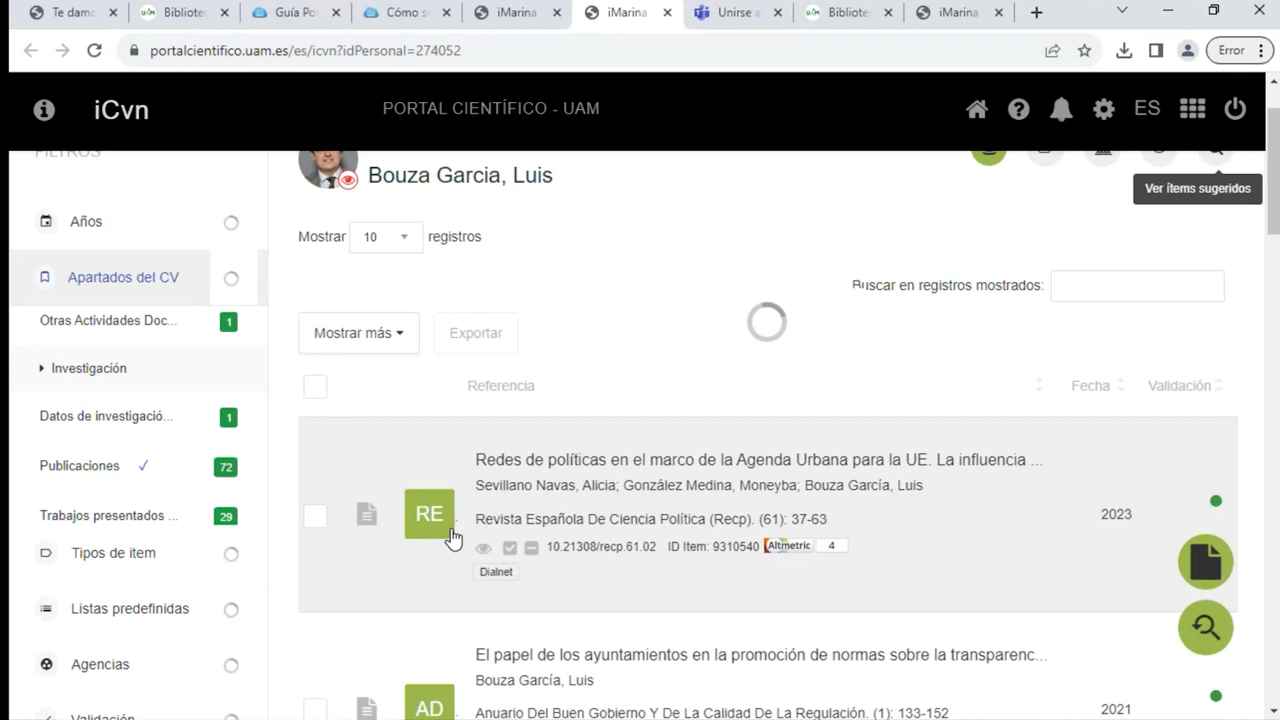 Te damo
Bibliote
Guía Po
Cómo se
iMarina
iMarina
Unirse a
Bibliote
iMarina
portalcientifico.uam.es/es/icvn?idPersonal=274052
Error
iCvn
PORTAL CIENTÍFICO - UAM
ES
FILTROS
Bouza Garcia, Luis
Ver ítems sugeridos
Años
Mostrar 10 registros
Apartados del CV
Buscar en registros mostrados:
Otras Actividades Doc... 1
Mostrar más
Exportar
Investigación
Referencia Fecha Validación
Datos de investigació... 1
Publicaciones ✓ 72
Redes de políticas en el marco de la Agenda Urbana para la UE. La influencia ...
Sevillano Navas, Alicia; González Medina, Moneyba; Bouza García, Luis
RE
Trabajos presentados ... 29
Revista Española De Ciencia Política (Recp). (61): 37-63
2023
10.21308/recp.61.02 ID Item: 9310540 Altmetric 4
Tipos de item
Dialnet
Listas predefinidas
El papel de los ayuntamientos en la promoción de normas sobre la transparenc...
Agencias
Bouza García, Luis
AD
Anuario Del Buen Gobierno Y De La Calidad De La Regulación. (1): 133-152
2021
Validación